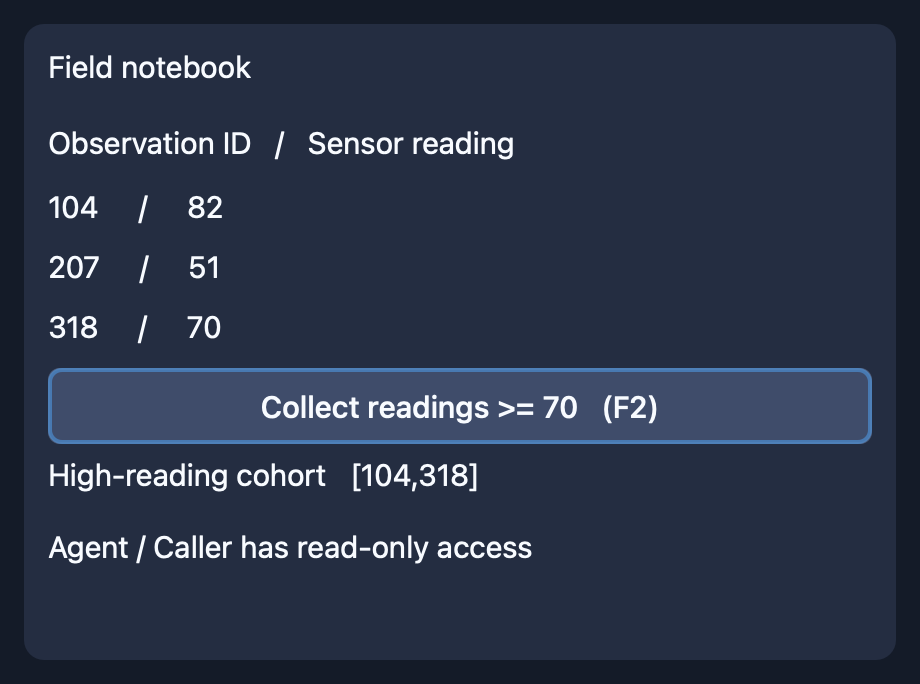 Field notebook
Observation ID / Sensor reading
104 / 82
207 / 51
318 / 70
Collect readings >= 70 (F2)
High-reading cohort [104,318]
Agent / Caller has read-only access